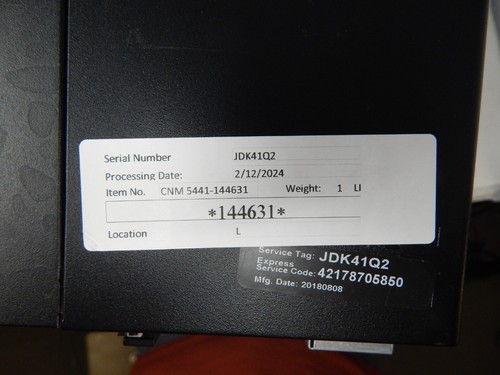 Serial Number JDK41Q2
Processing Date: 2/12/2024
Item No. CNM 5441-144631 Weight: 1 LI
*144631*
Location L
Service Tag: JDK41Q2
Express
Service Code: 42178705850
Mfg. Date: 20180808